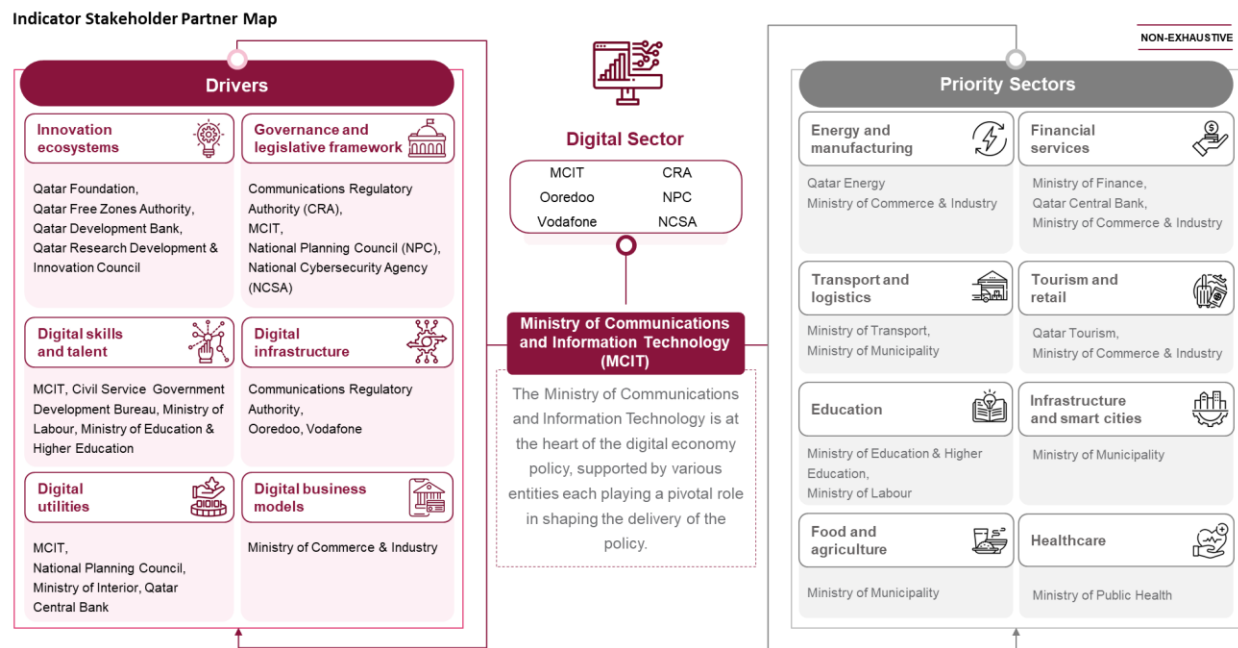 Indicator Stakeholder Partner Map
NON-EXHAUSTIVE
Drivers
Innovation
ecosystems
Qatar Foundation,
Qatar Free Zones Authority,
Qatar Development Bank,
Qatar Research Development &
Innovation Council
Governance and
legislative framework
Communications Regulatory
Authority (CRA),
MCIT,
National Planning Council (NPC),
National Cybersecurity Agency
(NCSA)
Digital skills
and talent
MCIT, Civil Service Government
Development Bureau, Ministry of
Labour, Ministry of Education &
Higher Education
Digital
infrastructure
Communications Regulatory
Authority,
Ooredoo, Vodafone
Digital
utilities
MCIT,
National Planning Council,
Ministry of Interior, Qatar
Central Bank
Digital business
models
Ministry of Commerce & Industry
Digital Sector
MCIT CRA
Ooredoo NPC
Vodafone NCSA
Ministry of Communications
and Information Technology
(MCIT)
The Ministry of Communications
and Information Technology is at
the heart of the digital economy
policy, supported by various
entities each playing a pivotal role
in shaping the delivery of the
policy.
Priority Sectors
Energy and
manufacturing
Qatar Energy
Ministry of Commerce & Industry
Financial
services
Ministry of Finance,
Qatar Central Bank,
Ministry of Commerce & Industry
Transport and
logistics
Ministry of Transport,
Ministry of Municipality
Tourism and
retail
Qatar Tourism,
Ministry of Commerce & Industry
Education
Ministry of Education & Higher
Education,
Ministry of Labour
Infrastructure
and smart cities
Ministry of Municipality
Food and
agriculture
Ministry of Municipality
Healthcare
Ministry of Public Health